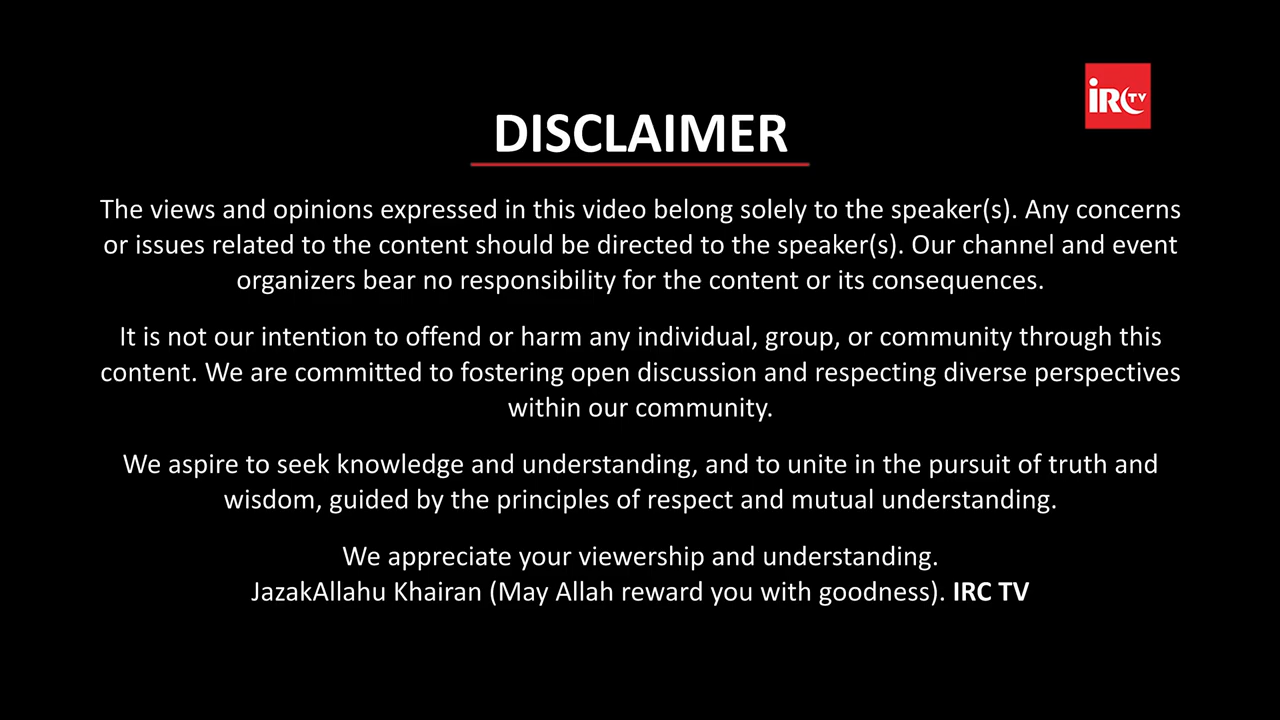 iRC TV
DISCLAIMER
The views and opinions expressed in this video belong solely to the speaker(s). Any concerns
or issues related to the content should be directed to the speaker(s). Our channel and event
organizers bear no responsibility for the content or its consequences.
It is not our intention to offend or harm any individual, group, or community through this
content. We are committed to fostering open discussion and respecting diverse perspectives
within our community.
We aspire to seek knowledge and understanding, and to unite in the pursuit of truth and
wisdom, guided by the principles of respect and mutual understanding.
We appreciate your viewership and understanding.
JazakAllahu Khairan (May Allah reward you with goodness). IRC TV